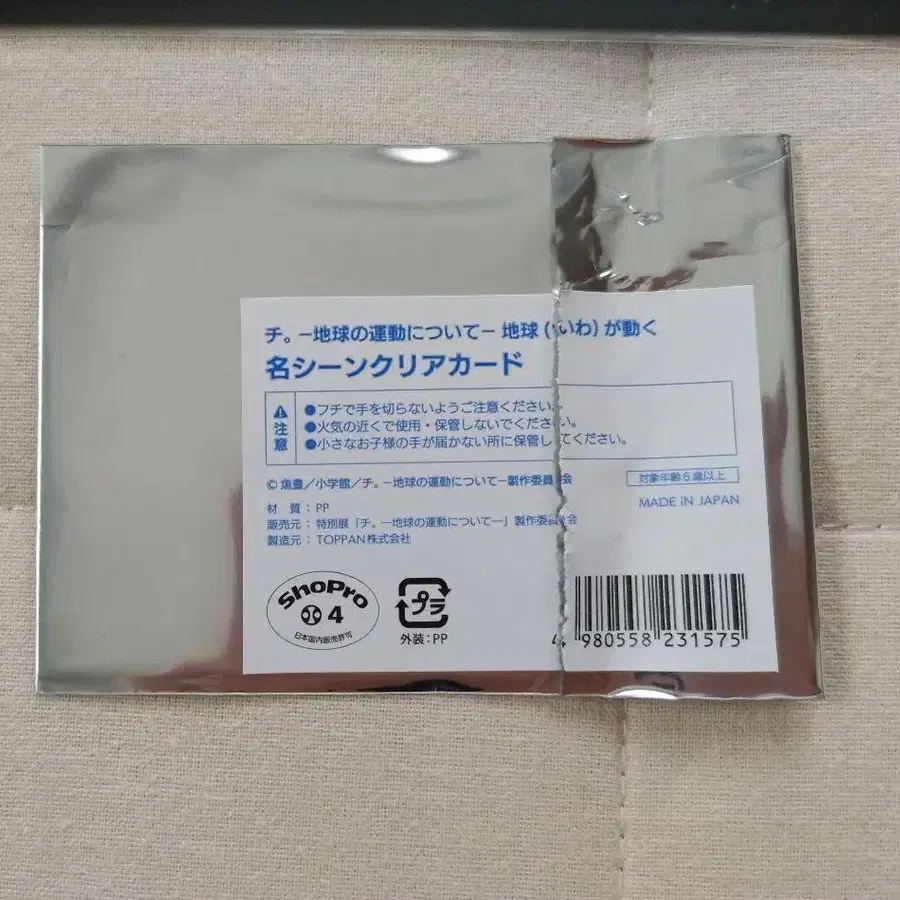 チ。ー地球の運動についてー 地球（いわ）が動く
名シーンクリアカード
注意
●フチで手を切らないようご注意ください。
●火気の近くで使用・保管しないでください。
●小さなお子様の手が届かない所に保管してください。
© 魚豊／小学館／チ。ー地球の運動についてー製作委員会
対象年齢6歳以上
MADE IN JAPAN
材 質：PP
販売元：特別展「チ。ー地球の運動についてー」製作委員会
製造元：TOPPAN株式会社
ShoPro
4
日本国内販売許可
プラ
外装：PP
4 980558 231575